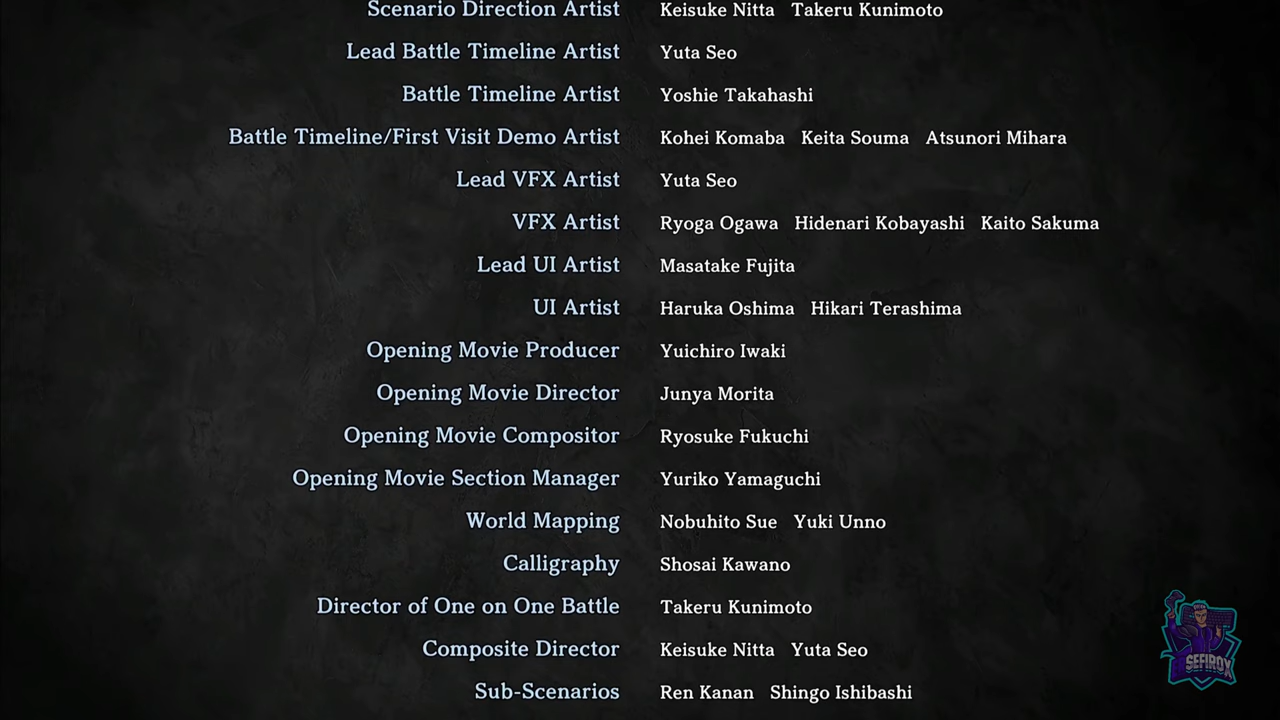 Scenario Direction Artist Keisuke Nitta Takeru Kunimoto
Lead Battle Timeline Artist Yuta Seo
Battle Timeline Artist Yoshie Takahashi
Battle Timeline/First Visit Demo Artist Kohei Komaba Keita Souma Atsunori Mihara
Lead VFX Artist Yuta Seo
VFX Artist Ryoga Ogawa Hidenari Kobayashi Kaito Sakuma
Lead UI Artist Masatake Fujita
UI Artist Haruka Oshima Hikari Terashima
Opening Movie Producer Yuichiro Iwaki
Opening Movie Director Junya Morita
Opening Movie Compositor Ryosuke Fukuchi
Opening Movie Section Manager Yuriko Yamaguchi
World Mapping Nobuhito Sue Yuki Unno
Calligraphy Shosai Kawano
Director of One on One Battle Takeru Kunimoto
Composite Director Keisuke Nitta Yuta Seo
Sub-Scenarios Ren Kanan Shingo Ishibashi
SEFIROX